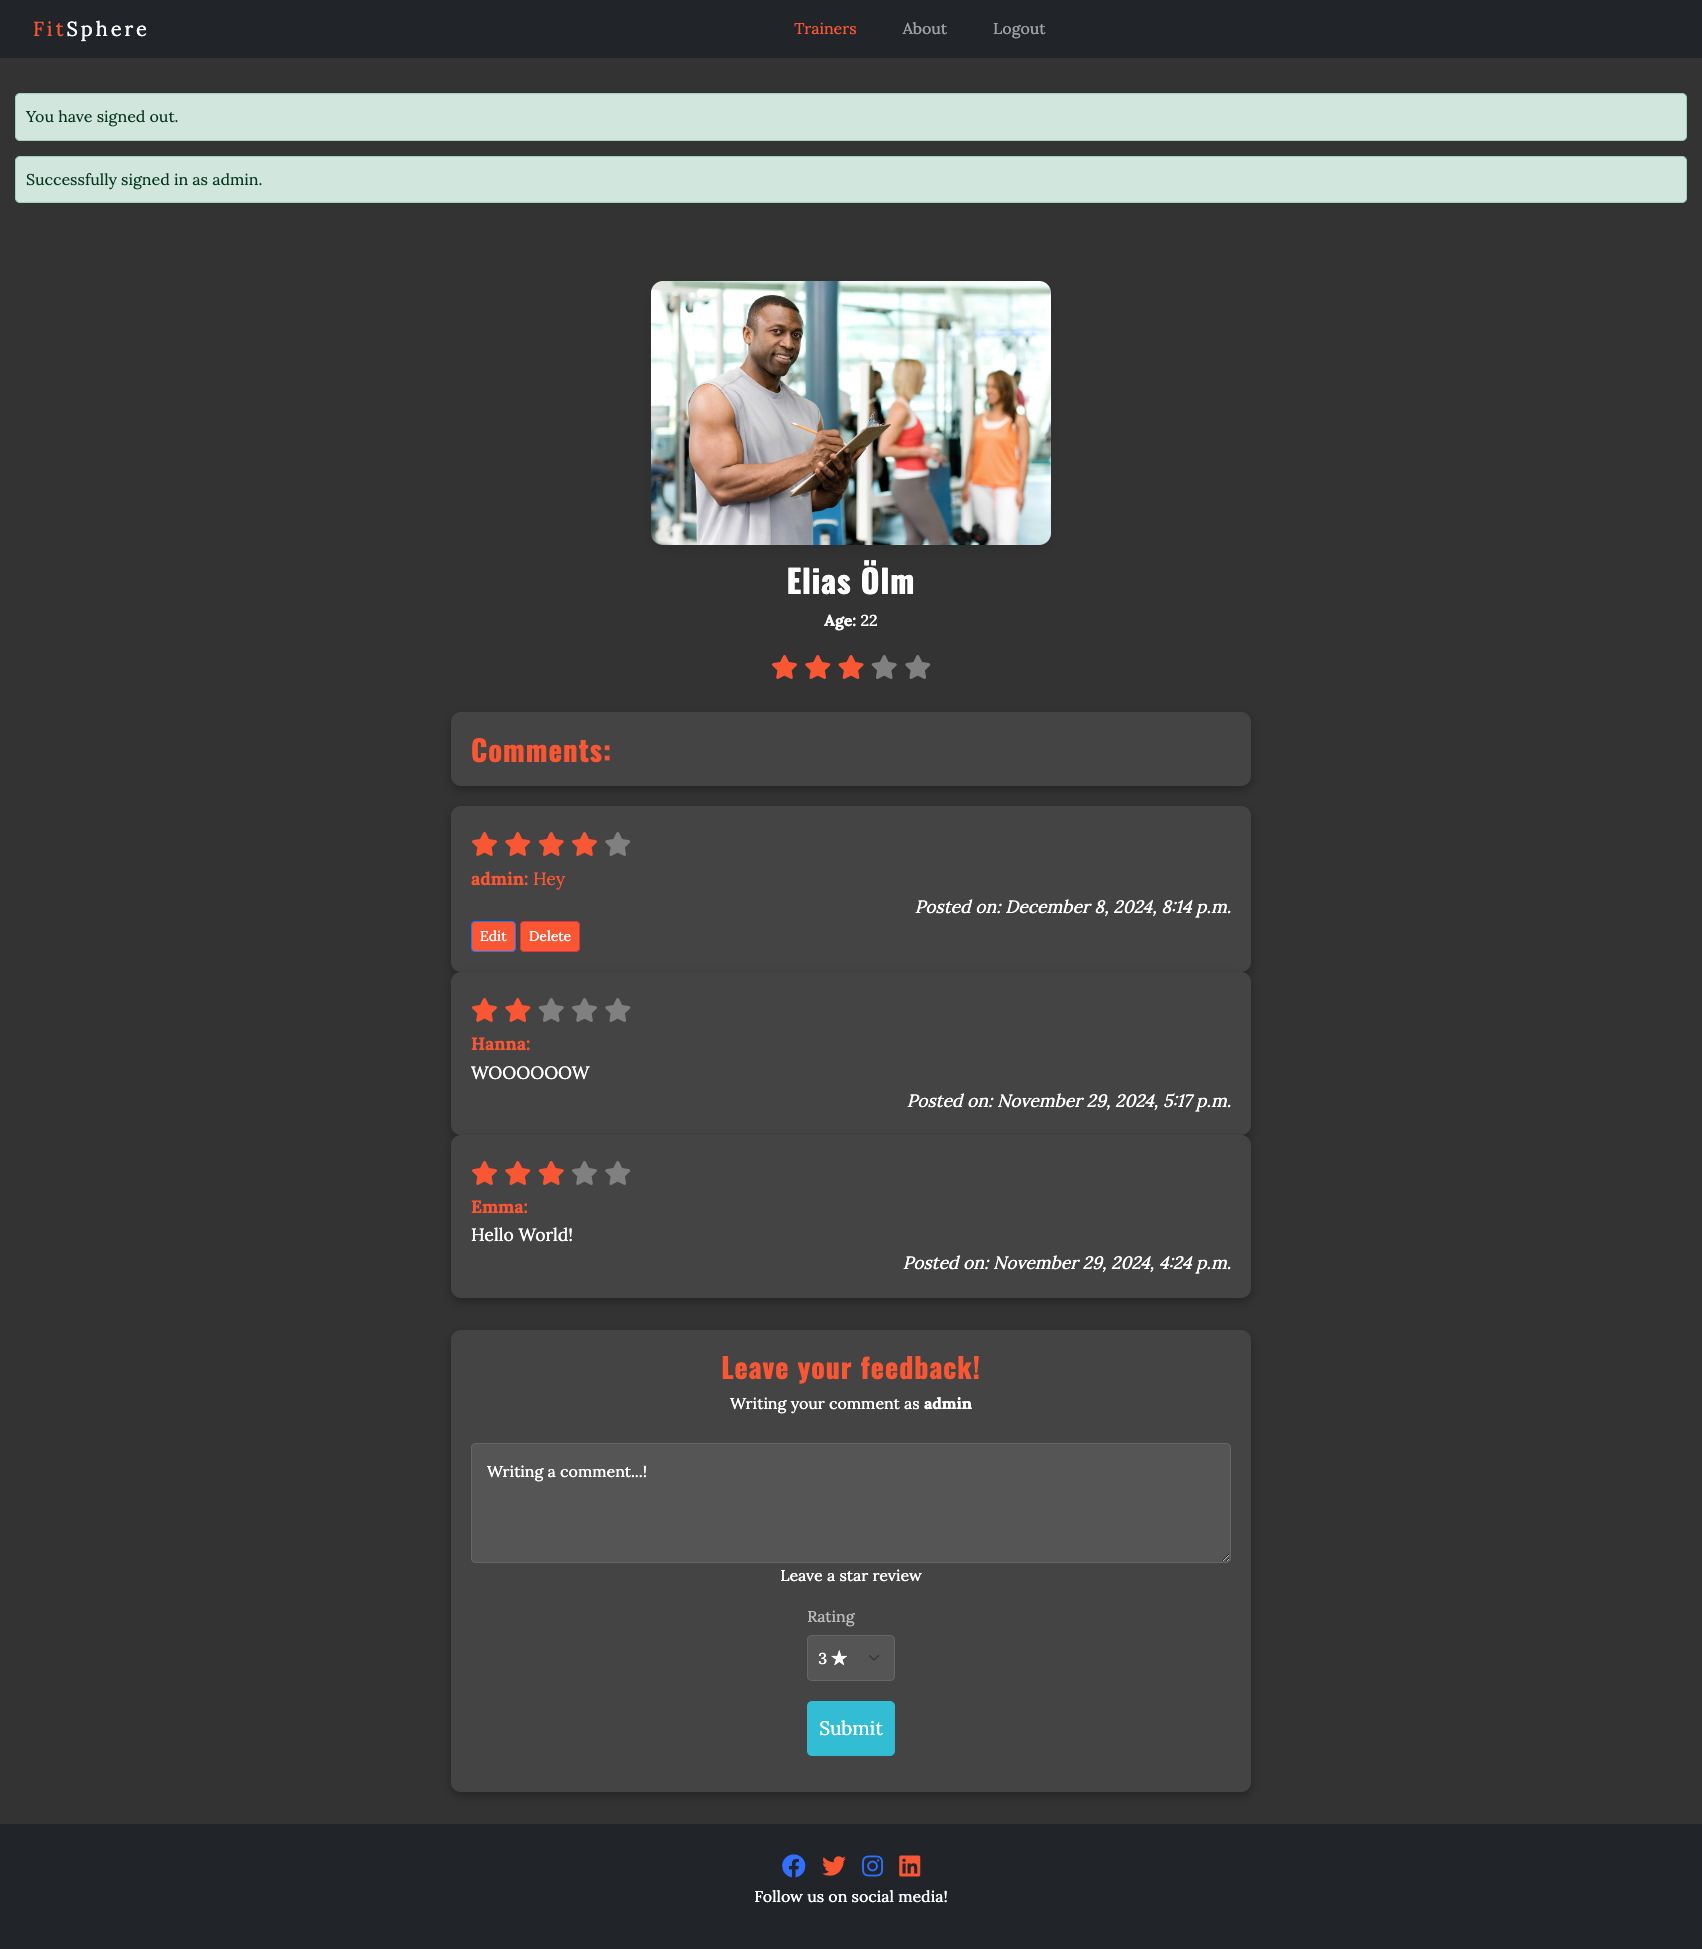 FitSphere
Trainers About Logout
You have signed out.
Successfully signed in as admin.
Elias Ölm
Age: 22
Comments:
admin: Hey
Posted on: December 8, 2024, 8:14 p.m.
Edit Delete
Hanna:
WOOOOOOW
Posted on: November 29, 2024, 5:17 p.m.
Emma:
Hello World!
Posted on: November 29, 2024, 4:24 p.m.
Leave your feedback!
Writing your comment as admin
Writing a comment...!
Leave a star review
Rating
3 ★
Submit
Follow us on social media!